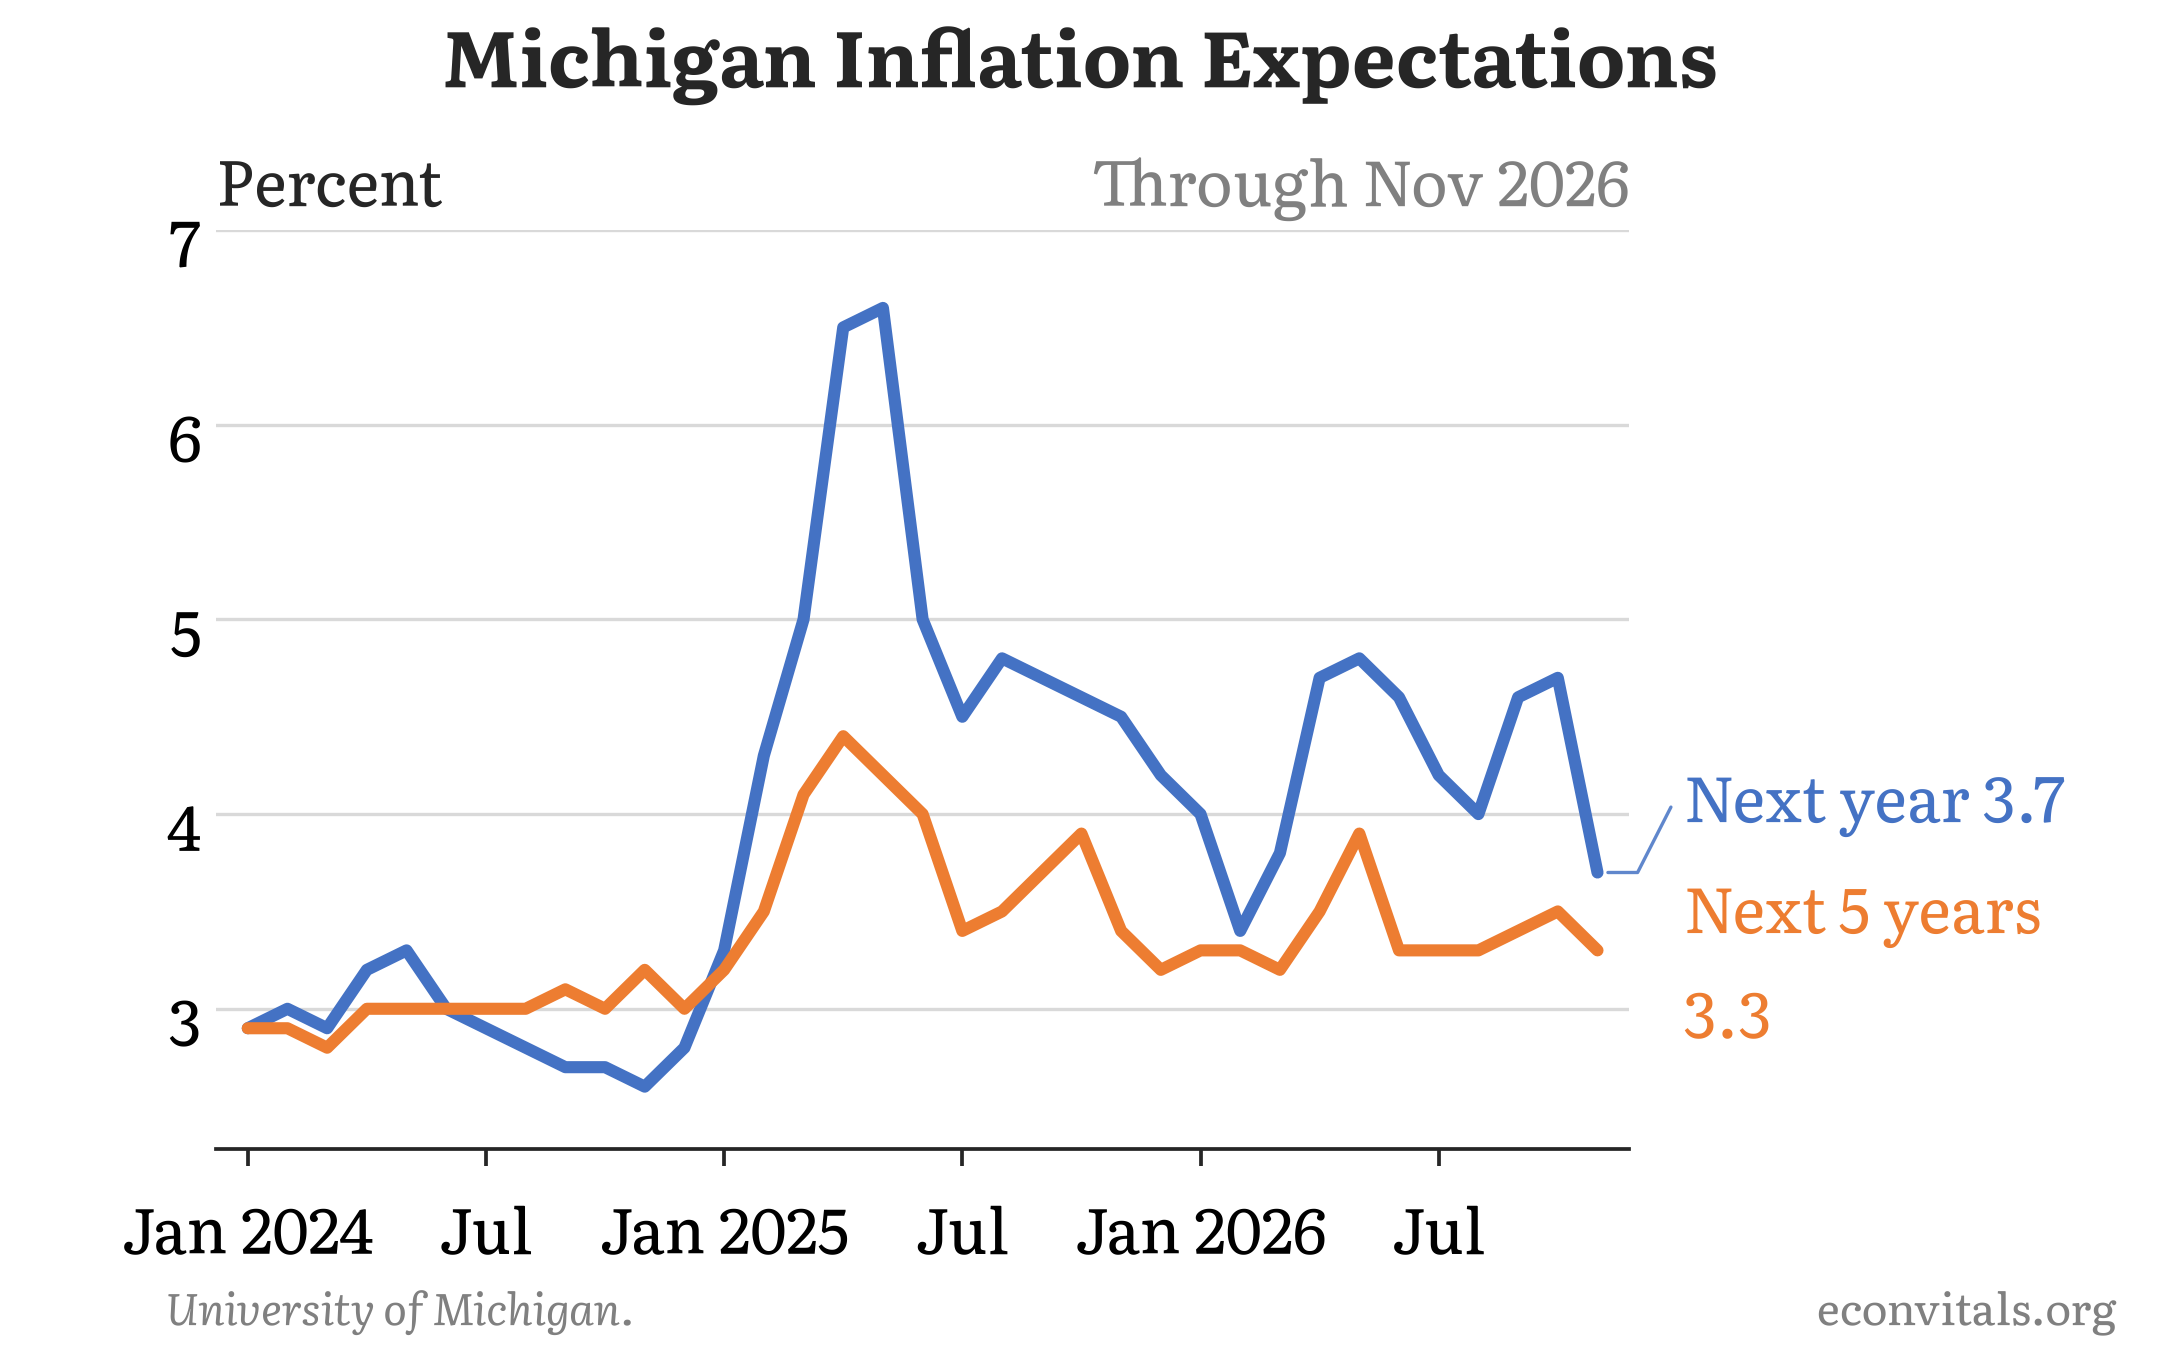 Michigan Inflation Expectations
Percent
Through Nov 2026
7
6
5
4
3
Next year 3.7
Next 5 years
3.3
Jan 2024
Jul
Jan 2025
Jul
Jan 2026
Jul
University of Michigan.
econvitals.org